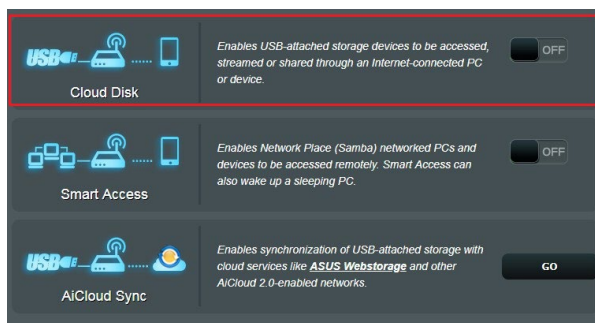 USB
Cloud Disk
Enables USB-attached storage devices to be accessed,
streamed or shared through an Internet-connected PC
or device.
OFF
Smart Access
Enables Network Place (Samba) networked PCs and
devices to be accessed remotely. Smart Access can
also wake up a sleeping PC.
OFF
USB
AiCloud Sync
Enables synchronization of USB-attached storage with
cloud services like ASUS Webstorage and other
AiCloud 2.0-enabled networks.
GO